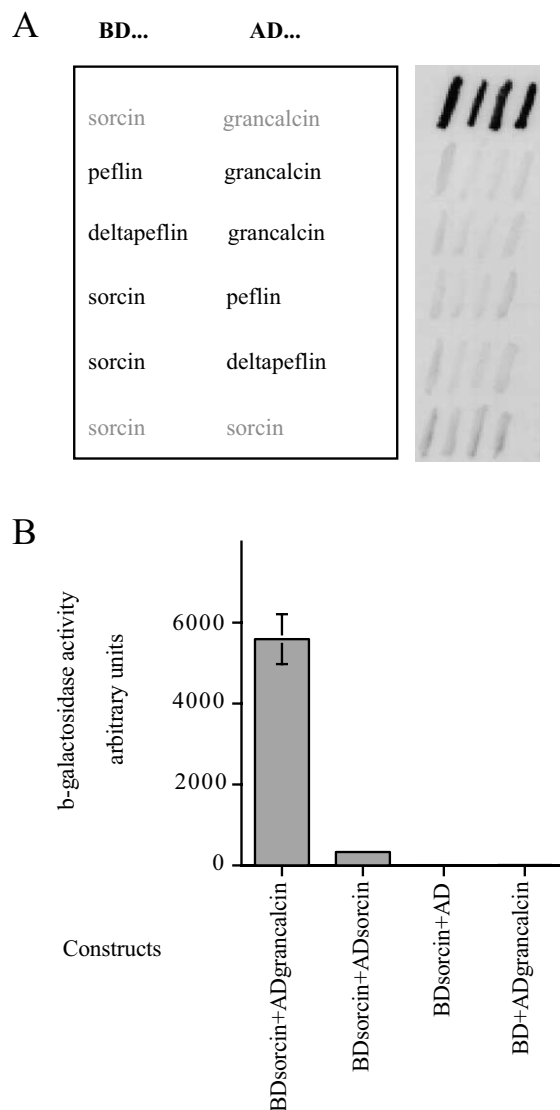 A
BD... AD...
sorcin grancalcin
peflin grancalcin
deltapeflin grancalcin
sorcin peflin
sorcin deltapeflin
sorcin sorcin
B
b-galactosidase activity
arbitrary units
6000
4000
2000
0
Constructs
BDsorcin+ADgrancalcin
BDsorcin+ADsorcin
BDsorcin+AD
BD+ADgrancalcin